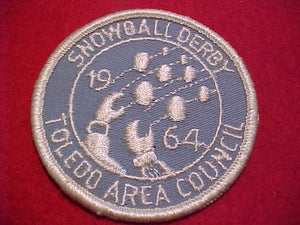 SNOWBALL DERBY
19
64
TOLEDO AREA COUNCIL